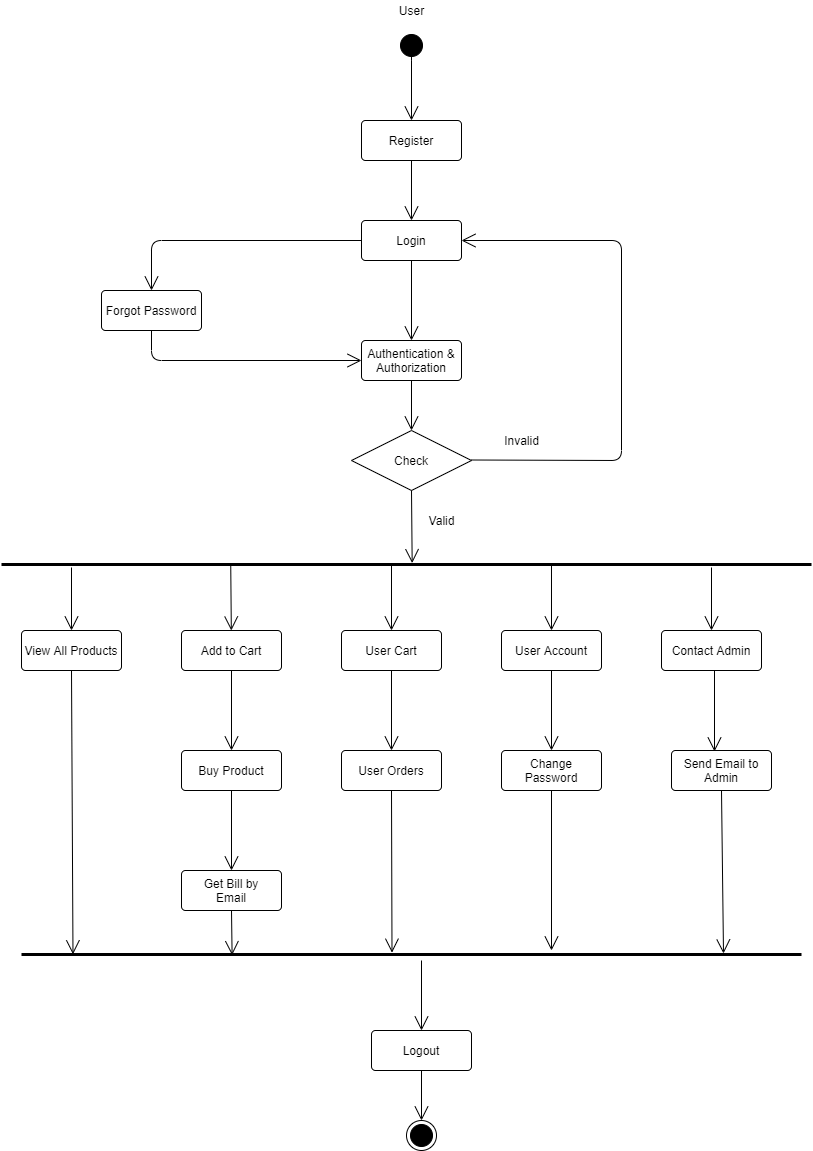 User
Register
Login
Forgot Password
Authentication &
Authorization
Check
Invalid
Valid
View All Products
Add to Cart
User Cart
User Account
Contact Admin
Buy Product
User Orders
Change
Password
Send Email to
Admin
Get Bill by
Email
Logout